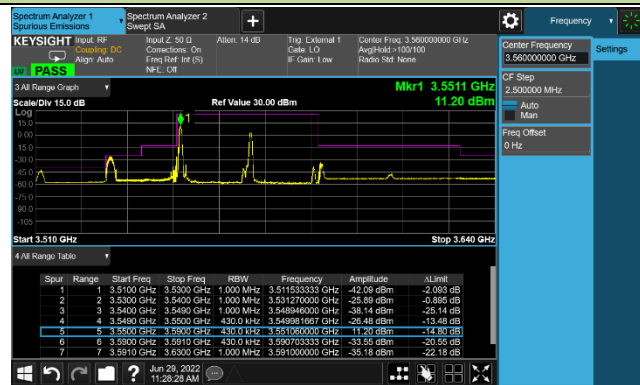 Spectrum Analyzer 1
Spurious Emissions
Spectrum Analyzer 2
Swept SA
Frequency
KEYSIGHT Input: RF
Coupling: DC
Align: Auto
Input Z: 50 Ω
Corrections: On
Freq Ref: Int (S)
NFE: Off
Atten: 14 dB
Trig: External 1
Gate: LO
IF Gain: Low
Center Freq: 3.560000000 GHz
Avg|Hold:>100/100
Radio Std: None
PASS
Center Frequency
3.560000000 GHz
Settings
CF Step
2.500000 MHz
Auto
Man
Freq Offset
0 Hz
3 All Range Graph
Mkr1 3.5511 GHz
Scale/Div 15.0 dB
Ref Value 30.00 dBm
11.20 dBm
Log
15.0
0.00
-15.0
-30.0
-45.0
-60.0
-75.0
-90.0
-105
1
Start 3.510 GHz
Stop 3.640 GHz
4 All Range Table
Spur Range Start Freq Stop Freq RBW Frequency Amplitude ΔLimit
1 1 3.5100 GHz 3.5300 GHz 1.000 MHz 3.511533333 GHz -42.09 dBm -2.093 dB
2 2 3.5300 GHz 3.5400 GHz 1.000 MHz 3.531270000 GHz -25.89 dBm -0.895 dB
3 3 3.5400 GHz 3.5490 GHz 1.000 MHz 3.548946000 GHz -38.14 dBm -25.14 dB
4 4 3.5490 GHz 3.5500 GHz 430.0 kHz 3.549981667 GHz -26.48 dBm -13.48 dB
5 5 3.5500 GHz 3.5900 GHz 430.0 kHz 3.551060000 GHz 11.20 dBm -14.80 dB
6 6 3.5900 GHz 3.5910 GHz 430.0 kHz 3.590703333 GHz -33.55 dBm -20.55 dB
7 7 3.5910 GHz 3.6300 GHz 1.000 MHz 3.591000000 GHz -35.18 dBm -22.18 dB
Jun 29, 2022
11:28:28 AM